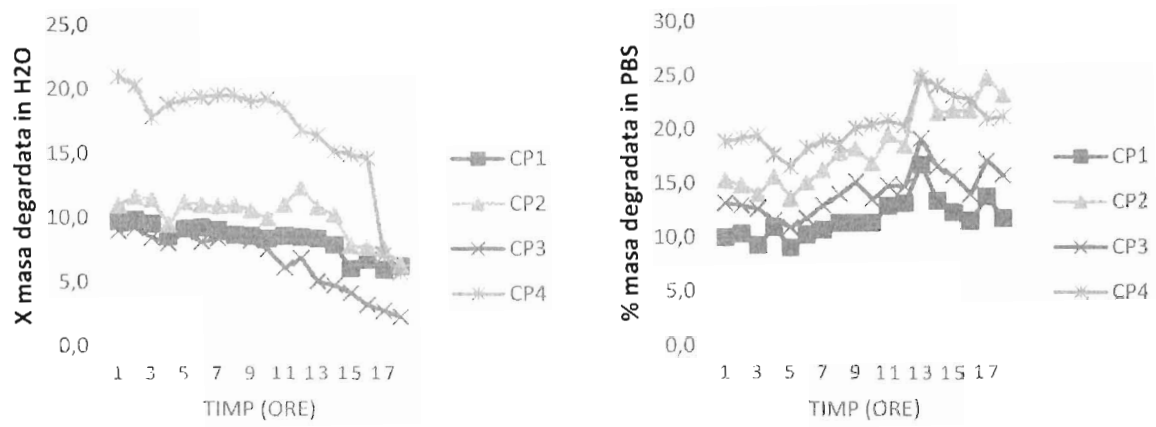 X masa degardata in H2O
25,0
20,0
15,0
10,0
5,0
0,0
1 3 5 7 9 11 13 15 17
TIMP (ORE)
CP1
CP2
CP3
CP4
% masa degradata in PBS
30,0
25,0
20,0
15,0
10,0
5,0
0,0
1 3 5 7 9 11 13 15 17
TIMP (ORE)
CP1
CP2
CP3
CP4